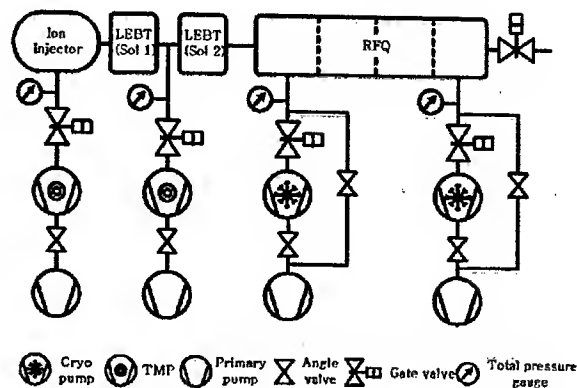 Ion
Injector
LEBT
(Sol 1)
LEBT
(Sol 2)
RFQ
Cryo
pump
TMP
Primary
pump
Angle
valve
Gate valve
Total pressure
gauge